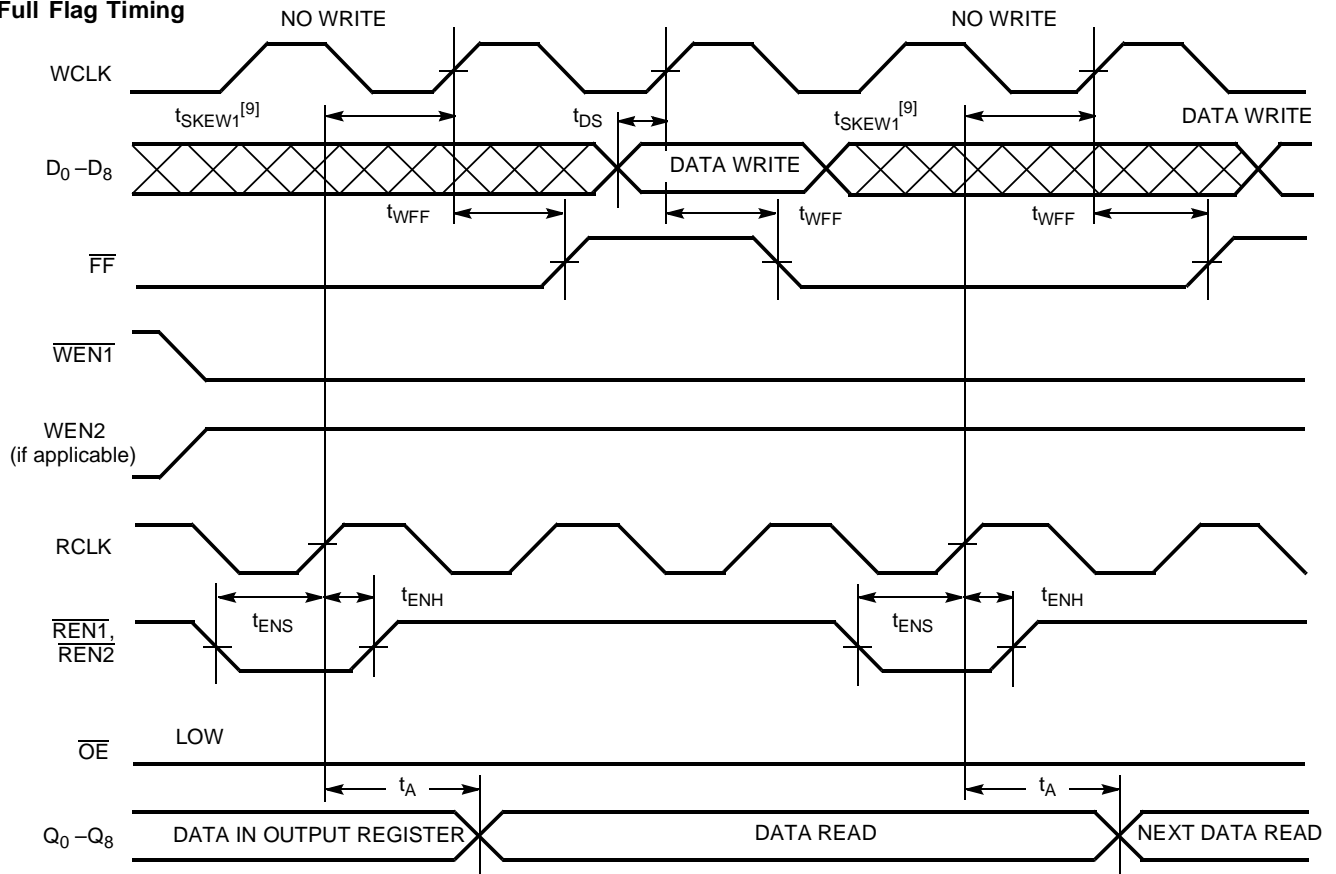 Full Flag Timing
NO WRITE
NO WRITE
WCLK
tSKEW1[9]
tDS
tSKEW1[9]
DATA WRITE
D0 –D8
DATA WRITE
tWFF
tWFF
tWFF
FF
WEN1
WEN2
(if applicable)
RCLK
tENS
tENH
tENS
tENH
REN1,
REN2
LOW
OE
tA
tA
Q0 –Q8
DATA IN OUTPUT REGISTER
DATA READ
NEXT DATA READ